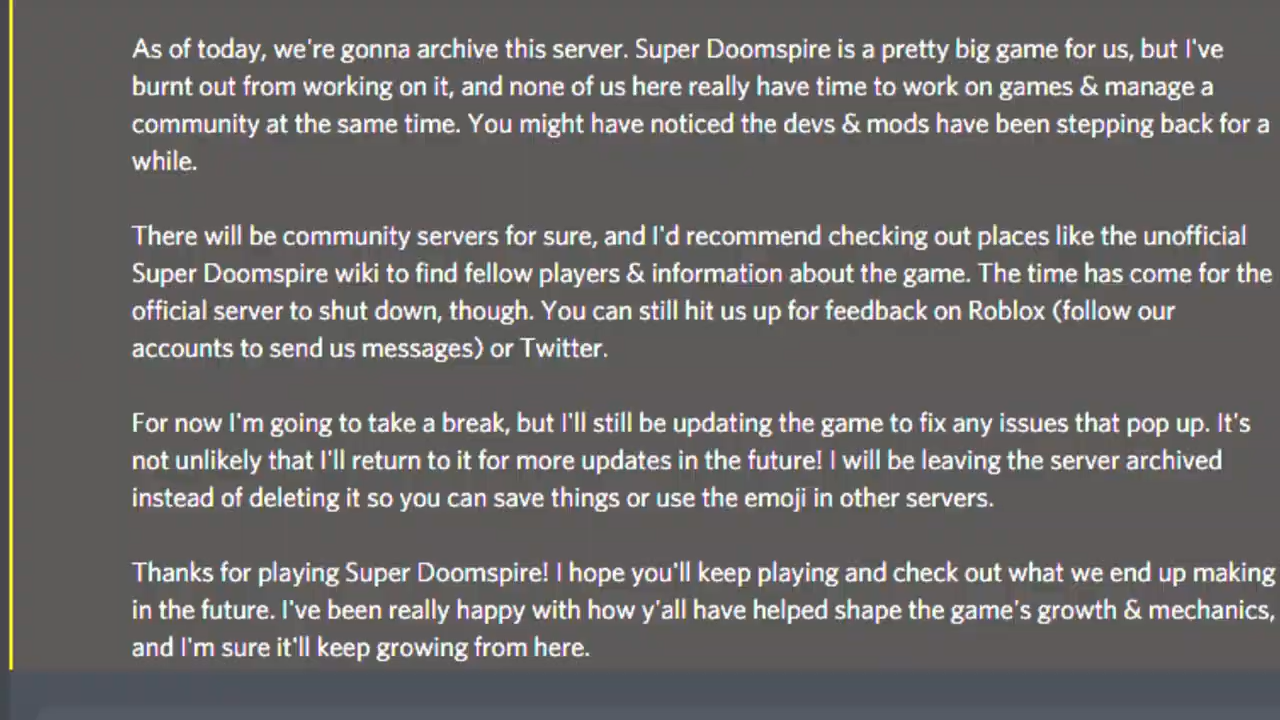 As of today, we're gonna archive this server. Super Doomspire is a pretty big game for us, but I've
burnt out from working on it, and none of us here really have time to work on games & manage a
community at the same time. You might have noticed the devs & mods have been stepping back for a
while.
There will be community servers for sure, and I'd recommend checking out places like the unofficial
Super Doomspire wiki to find fellow players & information about the game. The time has come for the
official server to shut down, though. You can still hit us up for feedback on Roblox (follow our
accounts to send us messages) or Twitter.
For now I'm going to take a break, but I'll still be updating the game to fix any issues that pop up. It's
not unlikely that I'll return to it for more updates in the future! I will be leaving the server archived
instead of deleting it so you can save things or use the emoji in other servers.
Thanks for playing Super Doomspire! I hope you'll keep playing and check out what we end up making
in the future. I've been really happy with how y'all have helped shape the game's growth & mechanics,
and I'm sure it'll keep growing from here.